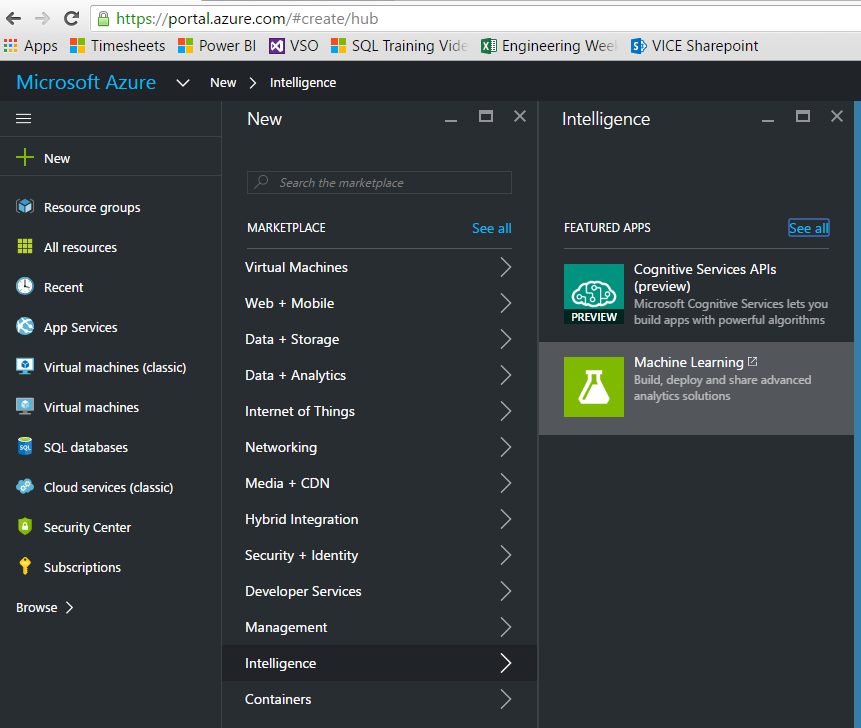 https://portal.azure.com/#create/hub
Apps Timesheets Power BI VSO SQL Training Vide Engineering Week VICE Sharepoint
Microsoft Azure New Intelligence
New
Resource groups
All resources
Recent
App Services
Virtual machines (classic)
Virtual machines
SQL
SQL databases
Cloud services (classic)
Security Center
Subscriptions
Browse
New
Search the marketplace
MARKETPLACE See all
Virtual Machines
Web + Mobile
Data + Storage
Data + Analytics
Internet of Things
Networking
Media + CDN
Hybrid Integration
Security + Identity
Developer Services
Management
Intelligence
Containers
Intelligence
FEATURED APPS See all
PREVIEW
Cognitive Services APIs
(preview)
Microsoft Cognitive Services lets you
build apps with powerful algorithms
Machine Learning
Build, deploy and share advanced
analytics solutions